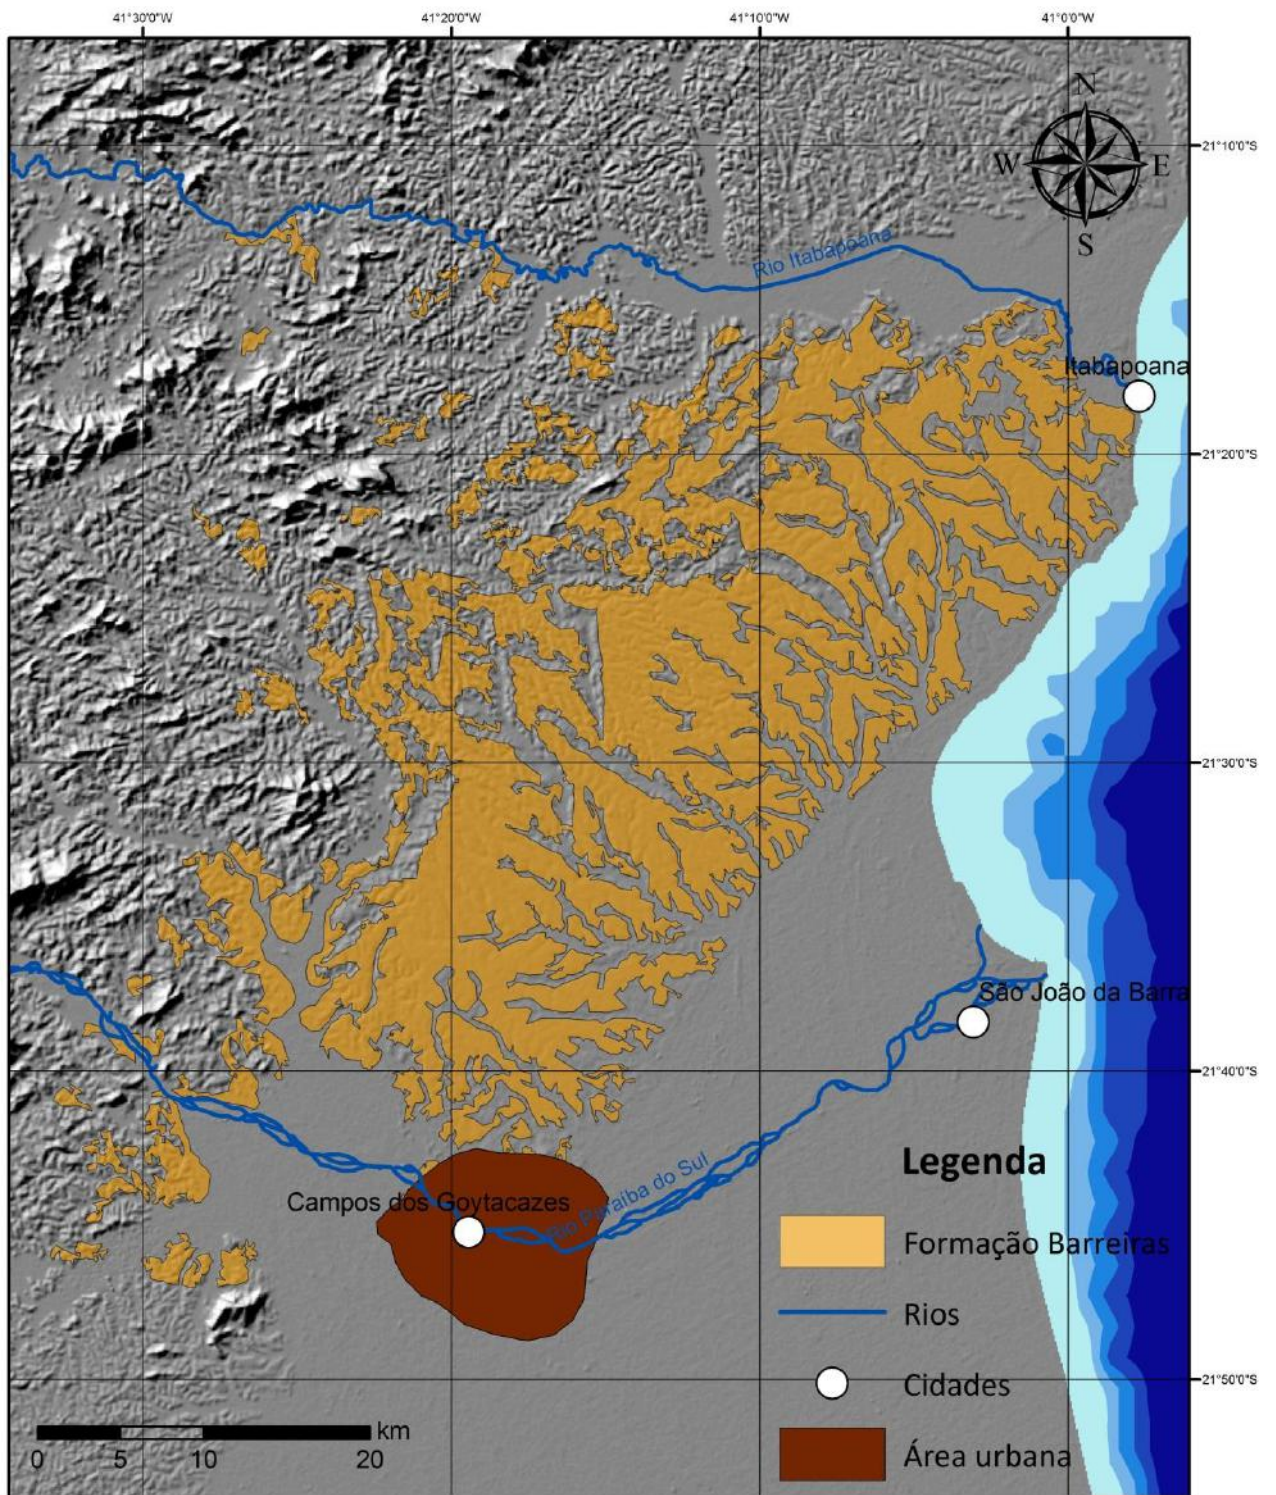 41°30'0"W
41°20'0"W
41°10'0"W
41°0'0"W
N
W
E
S
21°10'0"S
Rio Itabapoana
Itabapoana
21°20'0"S
21°30'0"S
São João da Barra
21°40'0"S
Campos dos Goytacazes
Rio Paraíba do Sul
Legenda
Formação Barreiras
Rios
Cidades
21°50'0"S
Área urbana
km
0 5 10 20